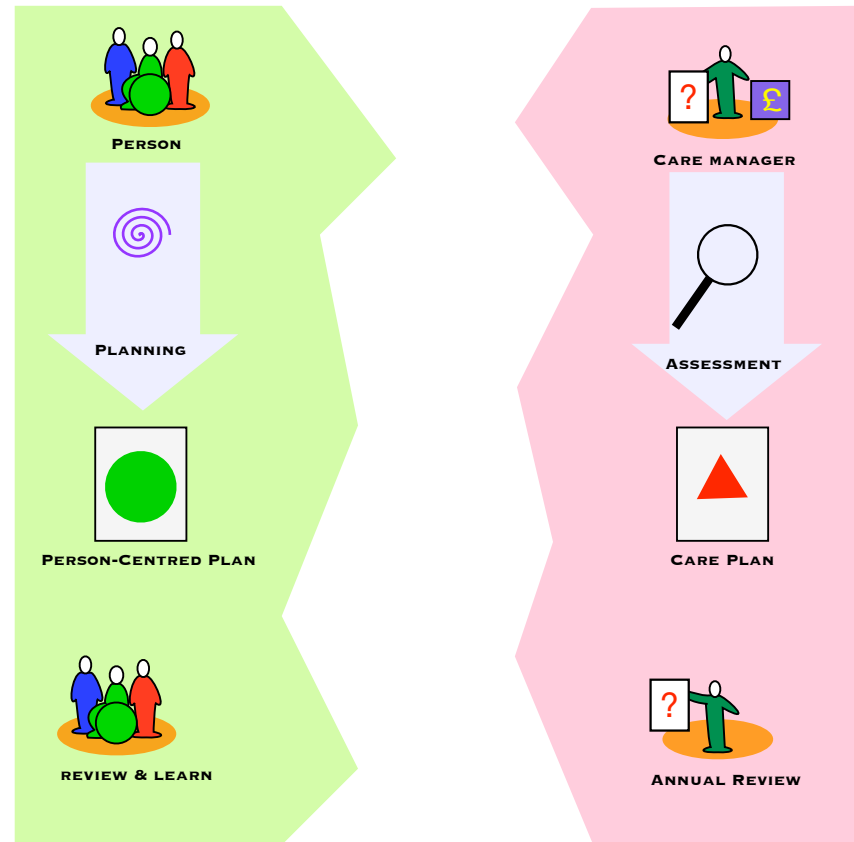 Person
Planning
Person-Centred Plan
review & learn
?
£
Care manager
Assessment
Care Plan
?
Annual Review